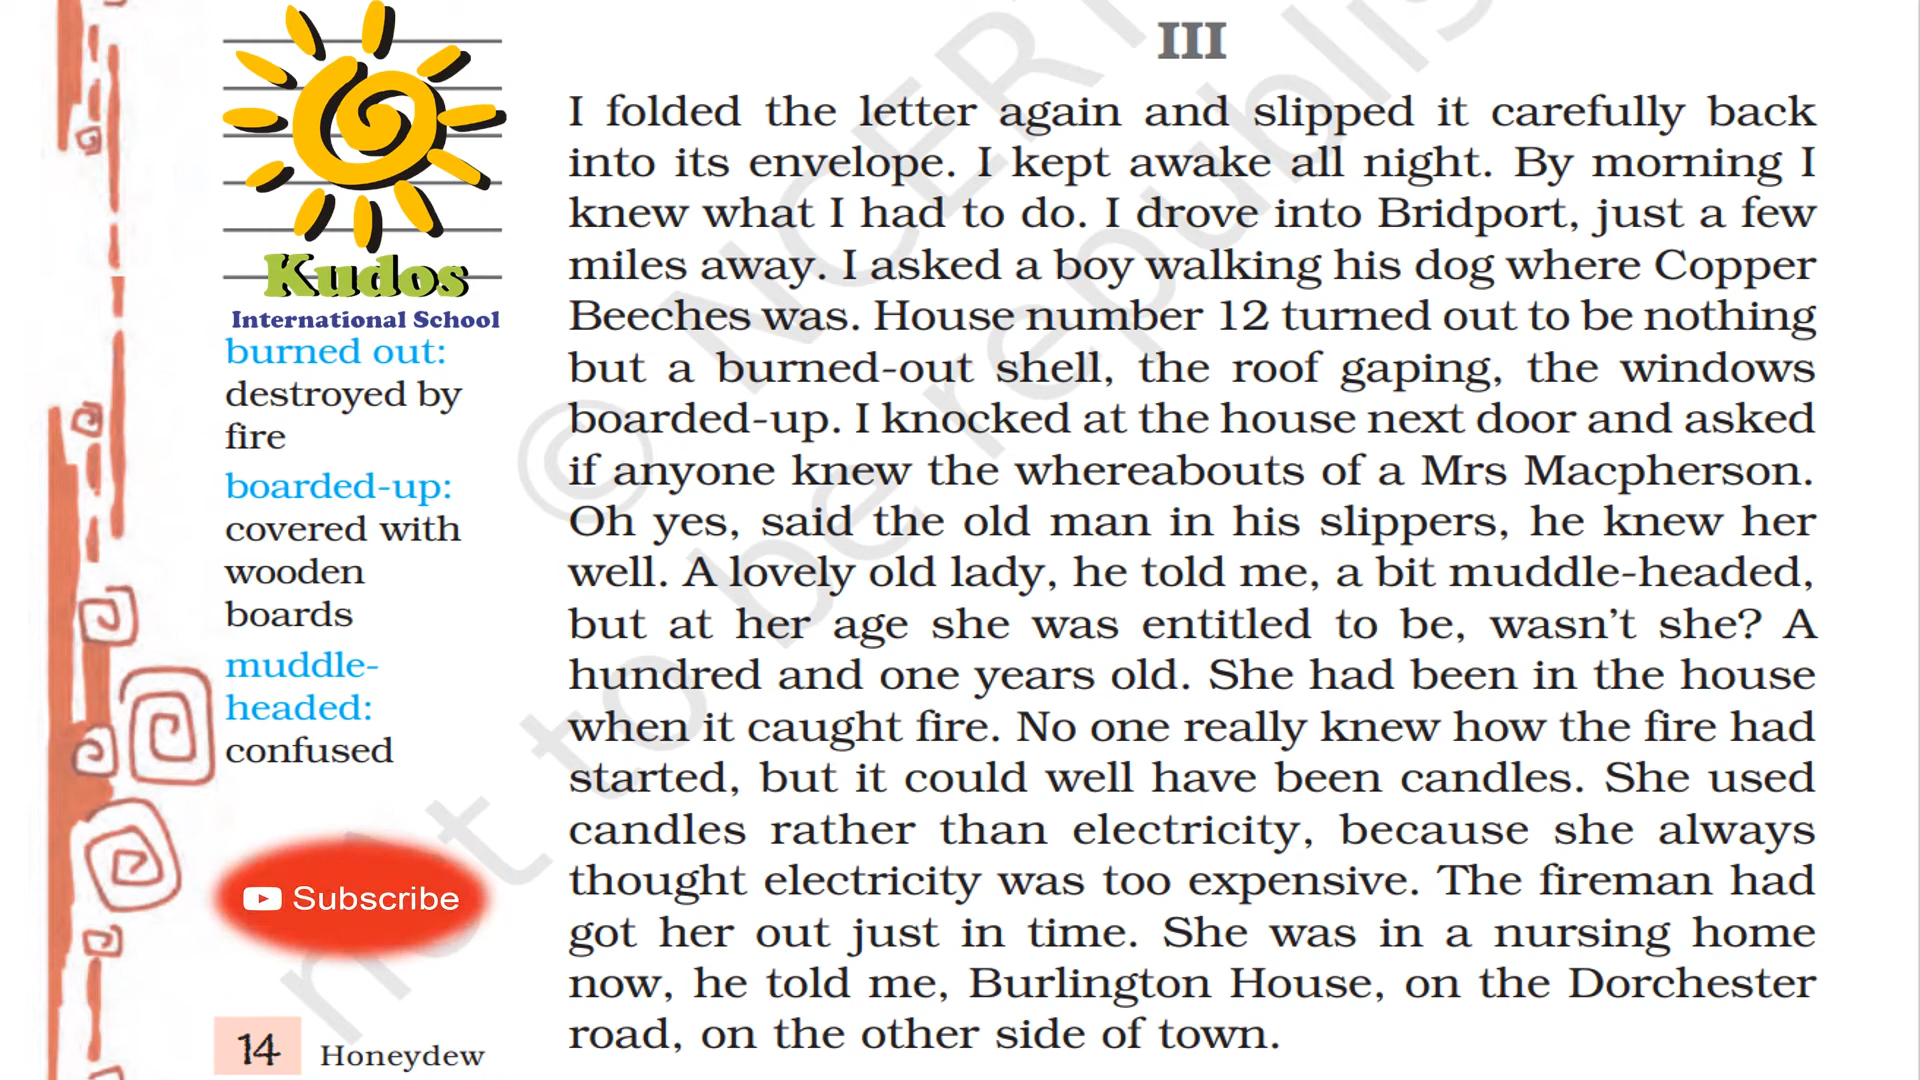 III
I folded the letter again and slipped it carefully back
into its envelope. I kept awake all night. By morning I
knew what I had to do. I drove into Bridport, just a few
miles away. I asked a boy walking his dog where Copper
Beeches was. House number 12 turned out to be nothing
but a burned-out shell, the roof gaping, the windows
boarded-up. I knocked at the house next door and asked
if anyone knew the whereabouts of a Mrs Macpherson.
Oh yes, said the old man in his slippers, he knew her
well. A lovely old lady, he told me, a bit muddle-headed,
but at her age she was entitled to be, wasn’t she? A
hundred and one years old. She had been in the house
when it caught fire. No one really knew how the fire had
started, but it could well have been candles. She used
candles rather than electricity, because she always
thought electricity was too expensive. The fireman had
got her out just in time. She was in a nursing home
now, he told me, Burlington House, on the Dorchester
road, on the other side of town.
Kudos
International School
burned out:
destroyed by
fire
boarded-up:
covered with
wooden
boards
muddle-
headed:
confused
Subscribe
14 Honeydew
© NCERT
not to be republis